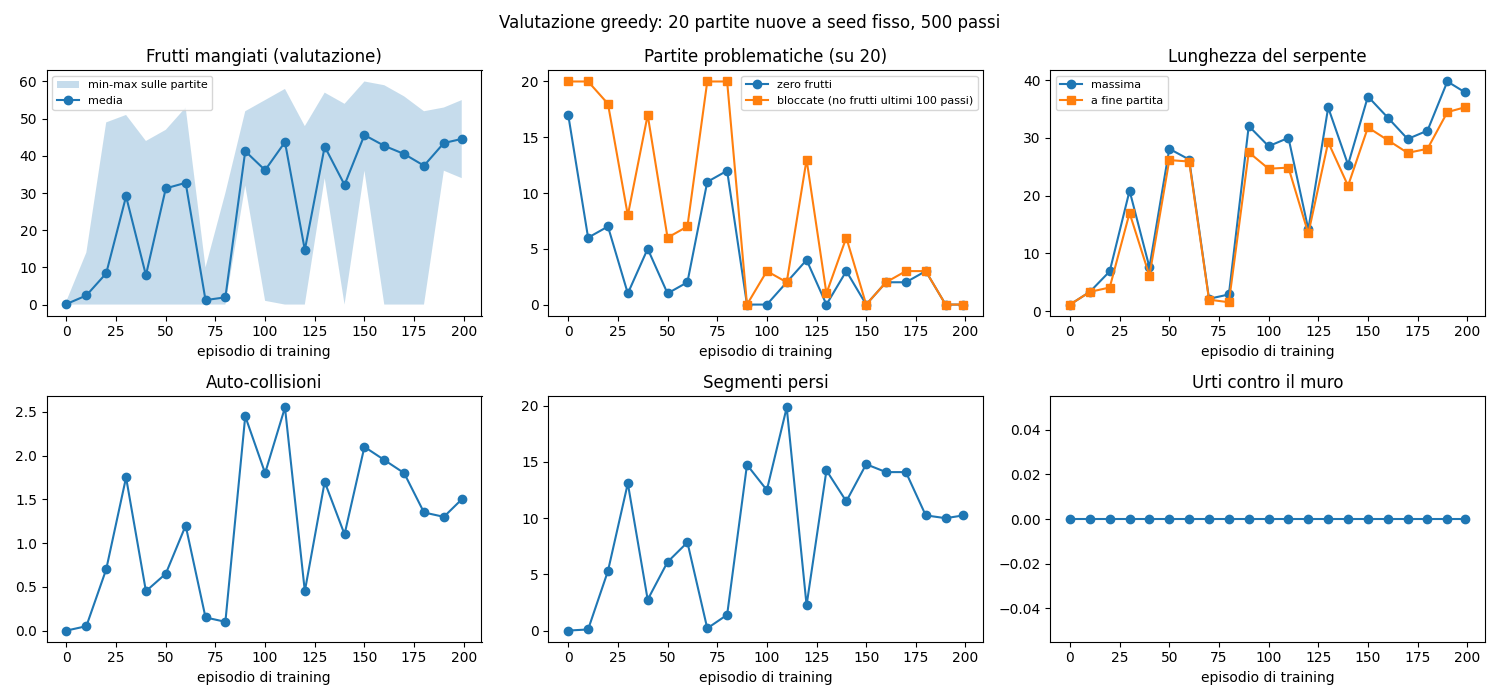 Valutazione greedy: 20 partite nuove a seed fisso, 500 passi
Frutti mangiati (valutazione)
min-max sulle partite
media
60
50
40
30
20
10
0
0 25 50 75 100 125 150 175 200
episodio di training
Partite problematiche (su 20)
zero frutti
bloccate (no frutti ultimi 100 passi)
20
15
10
5
0
0 25 50 75 100 125 150 175 200
episodio di training
Lunghezza del serpente
massima
a fine partita
40
30
20
10
0
0 25 50 75 100 125 150 175 200
episodio di training
Auto-collisioni
2.5
2.0
1.5
1.0
0.5
0.0
0 25 50 75 100 125 150 175 200
episodio di training
Segmenti persi
20
15
10
5
0
0 25 50 75 100 125 150 175 200
episodio di training
Urti contro il muro
0.04
0.02
0.00
−0.02
−0.04
0 25 50 75 100 125 150 175 200
episodio di training